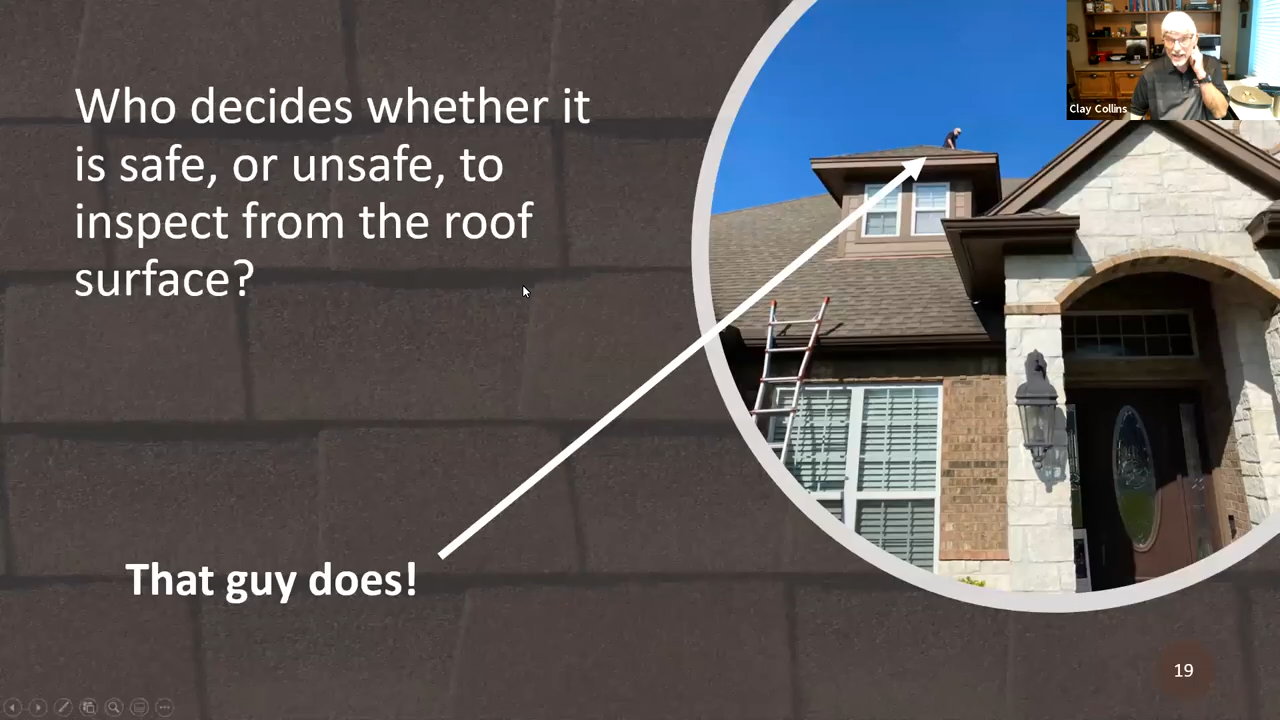 Who decides whether it
is safe, or unsafe, to
inspect from the roof
surface?
Clay Collins
That guy does!
19